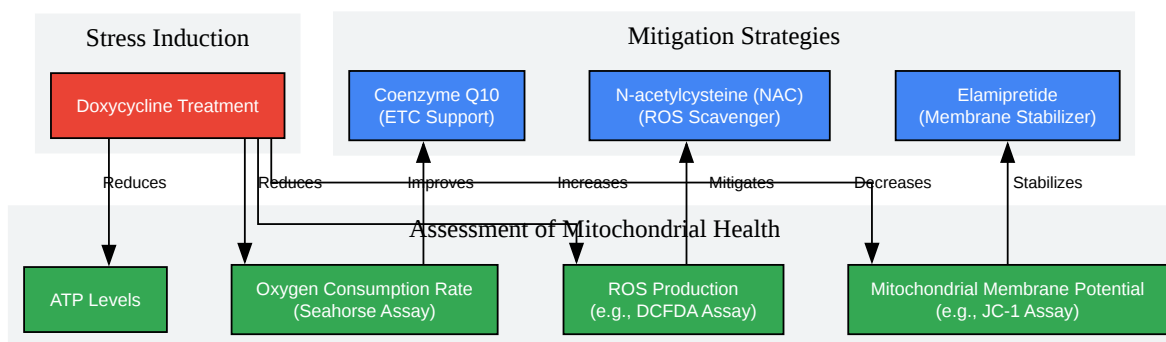 Stress Induction
Mitigation Strategies
Doxycycline Treatment
Coenzyme Q10
(ETC Support)
N-acetylcysteine (NAC)
(ROS Scavenger)
Elamipretide
(Membrane Stabilizer)
Reduces
Reduces
Improves
Increases
Mitigates
Decreases
Stabilizes
Assessment of Mitochondrial Health
ATP Levels
Oxygen Consumption Rate
(Seahorse Assay)
ROS Production
(e.g., DCFDA Assay)
Mitochondrial Membrane Potential
(e.g., JC-1 Assay)